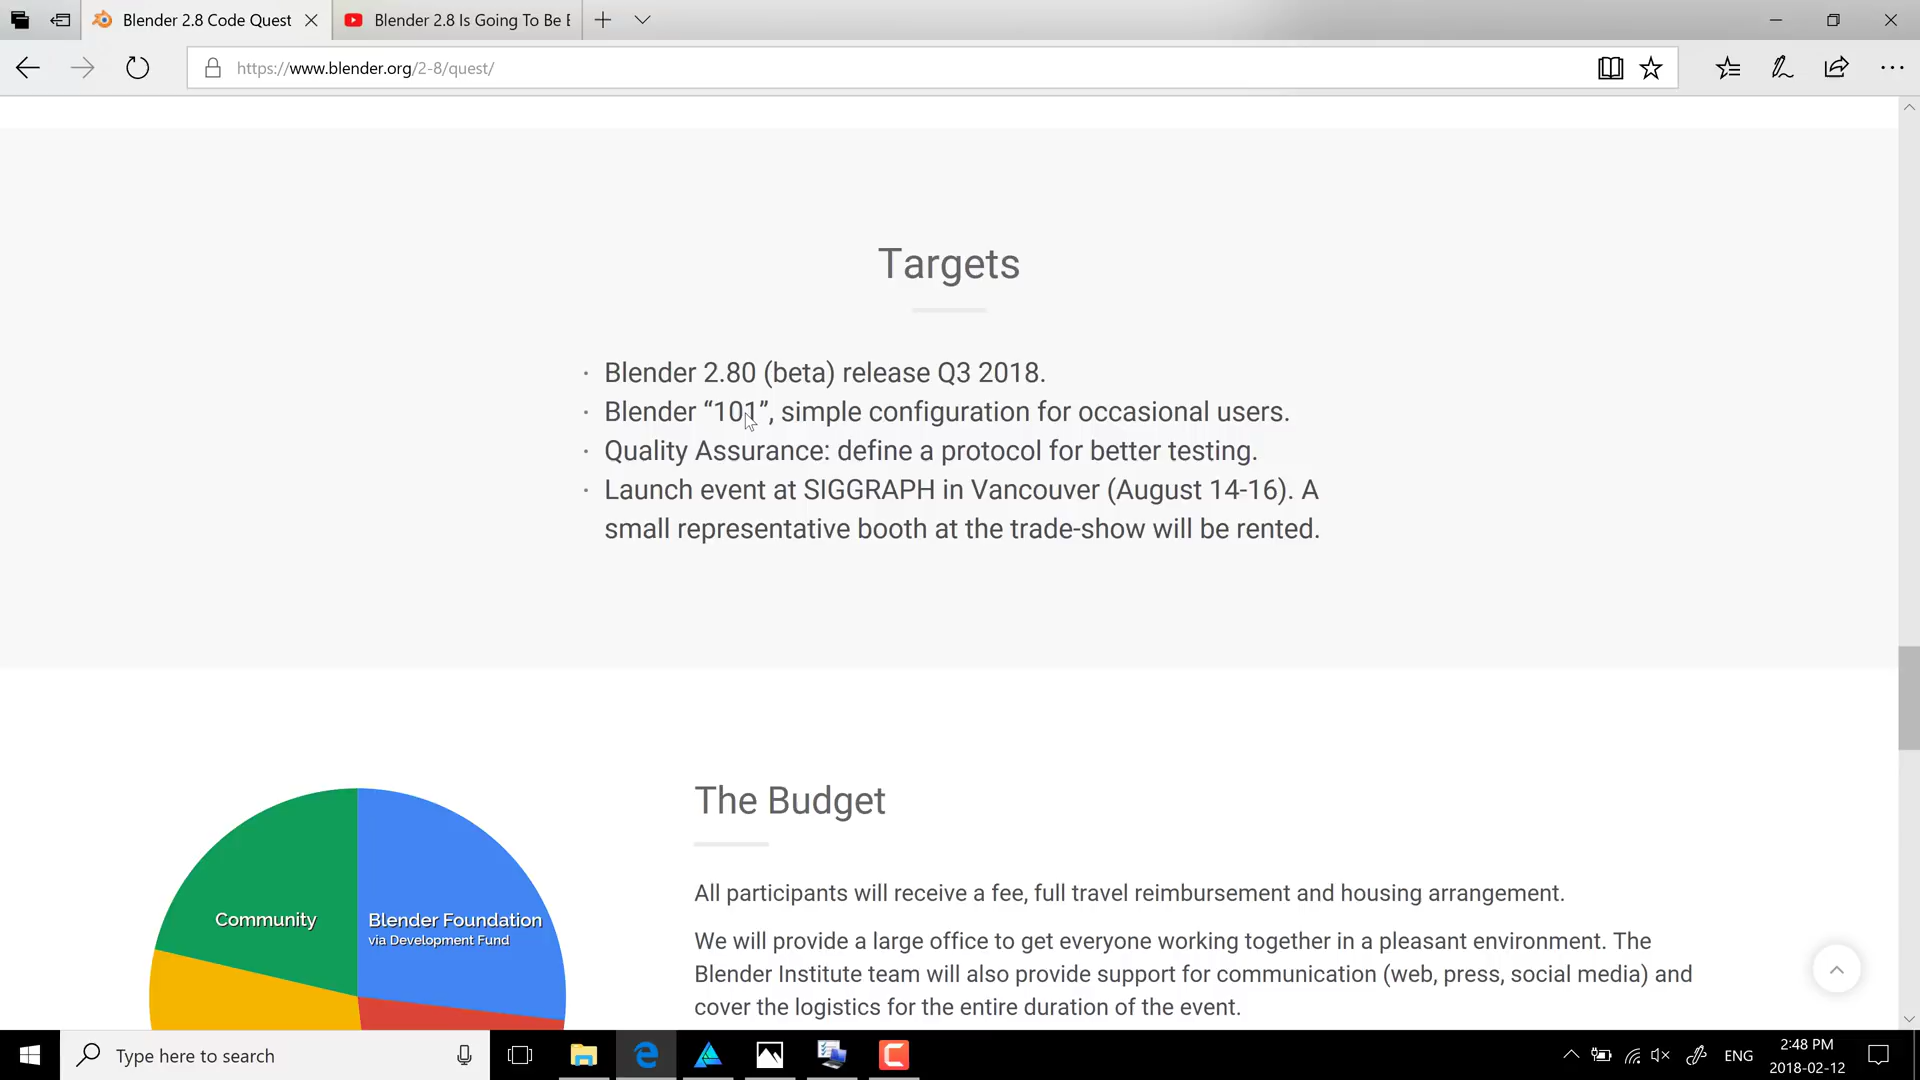 Blender 2.8 Code Quest
Blender 2.8 Is Going To Be
https://www.blender.org/2-8/quest/
Targets
· Blender 2.80 (beta) release Q3 2018.
· Blender “101”, simple configuration for occasional users.
· Quality Assurance: define a protocol for better testing.
· Launch event at SIGGRAPH in Vancouver (August 14-16). A
small representative booth at the trade-show will be rented.
The Budget
Community
Blender Foundation
via Development Fund
All participants will receive a fee, full travel reimbursement and housing arrangement.
We will provide a large office to get everyone working together in a pleasant environment. The
Blender Institute team will also provide support for communication (web, press, social media) and
cover the logistics for the entire duration of the event.
Type here to search
ENG
2:48 PM
2018-02-12